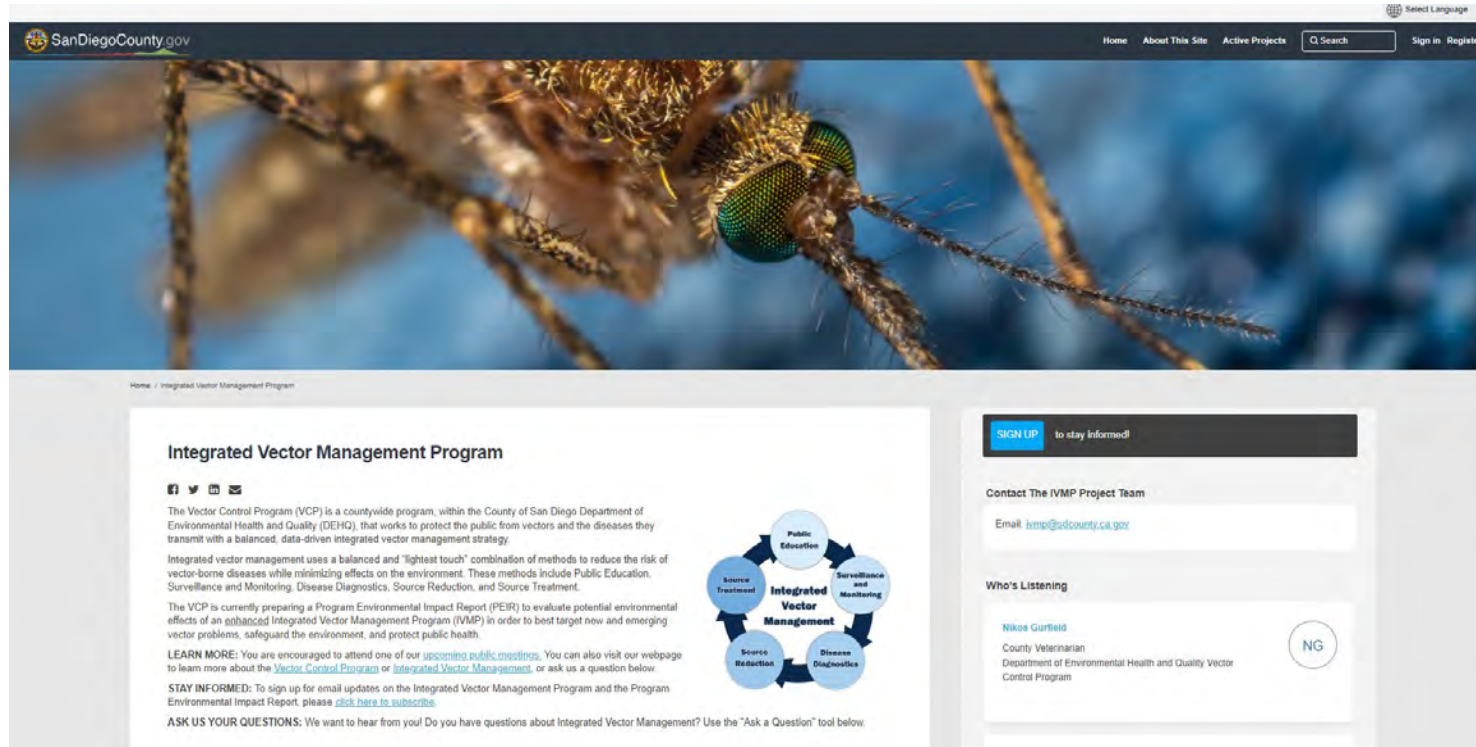 Select Language
SanDiegoCounty.gov
Home About This Site Active Projects Search Sign in
Home / Integrated Vector Management Program
Integrated Vector Management Program
The Vector Control Program (VCP) is a countywide program, within the County of San Diego Department of
Environmental Health and Quality (DEHQ), that works to protect the public from vectors and the diseases they
transmit with a balanced, data-driven integrated vector management strategy.
Integrated vector management uses a balanced and "lightest touch" combination of methods to reduce the risk of
vector-borne diseases while minimizing effects on the environment. These methods include Public Education,
Surveillance and Monitoring, Disease Diagnostics, Source Reduction, and Source Treatment.
The VCP is currently preparing a Program Environmental Impact Report (PEIR) to evaluate potential environmental
effects of an enhanced Integrated Vector Management Program (IVMP) in order to best target new and emerging
vector problems, safeguard the environment, and protect public health.
LEARN MORE: You are encouraged to attend one of our upcoming public meetings. You can also visit our webpage
to learn more about the Vector Control Program or Integrated Vector Management, or ask us a question below.
STAY INFORMED: To sign up for email updates on the Integrated Vector Management Program and the Program
Environmental Impact Report, please click here to subscribe.
ASK US YOUR QUESTIONS: We want to hear from you! Do you have questions about Integrated Vector Management? Use the "Ask a Question" tool below.
Public
Education
Surveillance
and
Monitoring
Disease
Diagnostics
Source
Reduction
Source
Treatment
Integrated
Vector
Management
SIGN UP to stay informed!
Contact The IVMP Project Team
Email: ivmp@sdcounty.ca.gov
Who's Listening
Nikos Gurfield
County Veterinarian
Department of Environmental Health and Quality Vector
Control Program
NG